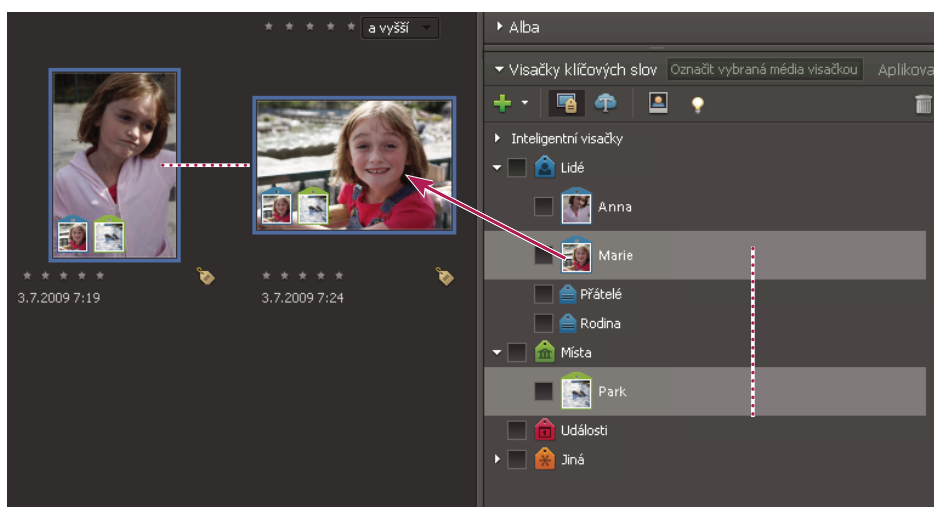 a vyšší
3.7.2009 7:19
3.7.2009 7:24
Alba
Visačky klíčových slov
Označit vybraná média visačkou
Aplikova
Inteligentní visačky
Lidé
Anna
Marie
Přátelé
Rodina
Místa
Park
Události
Jiná